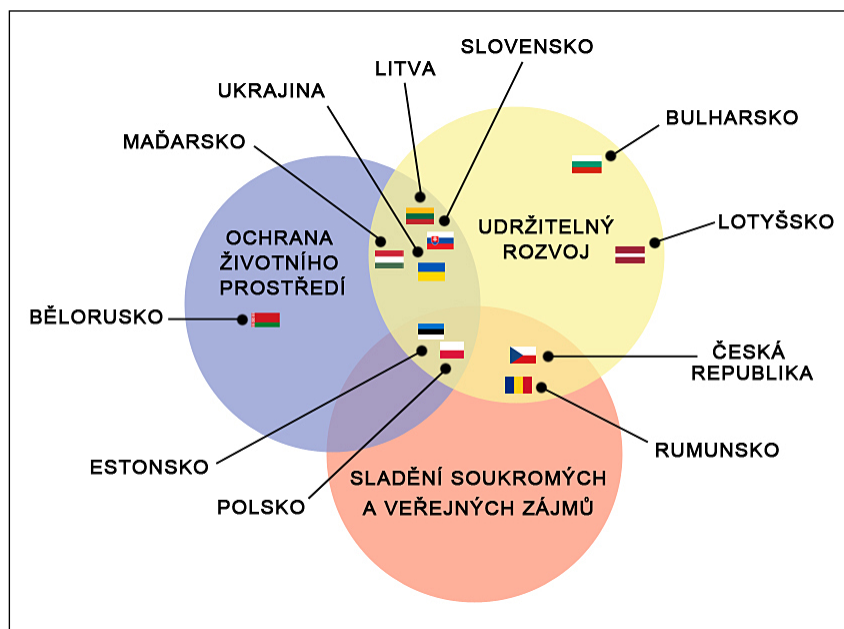 SLOVENSKO
LITVA
UKRAJINA
BULHARSKO
MAĎARSKO
LOTYŠSKO
UDRŽITELNÝ
ROZVOJ
OCHRANA
ŽIVOTNÍHO
PROSTŘEDÍ
BĚLORUSKO
ČESKÁ
REPUBLIKA
RUMUNSKO
ESTONSKO
POLSKO
SLADĚNÍ SOUKROMÝCH
A VEŘEJNÝCH ZÁJMŮ